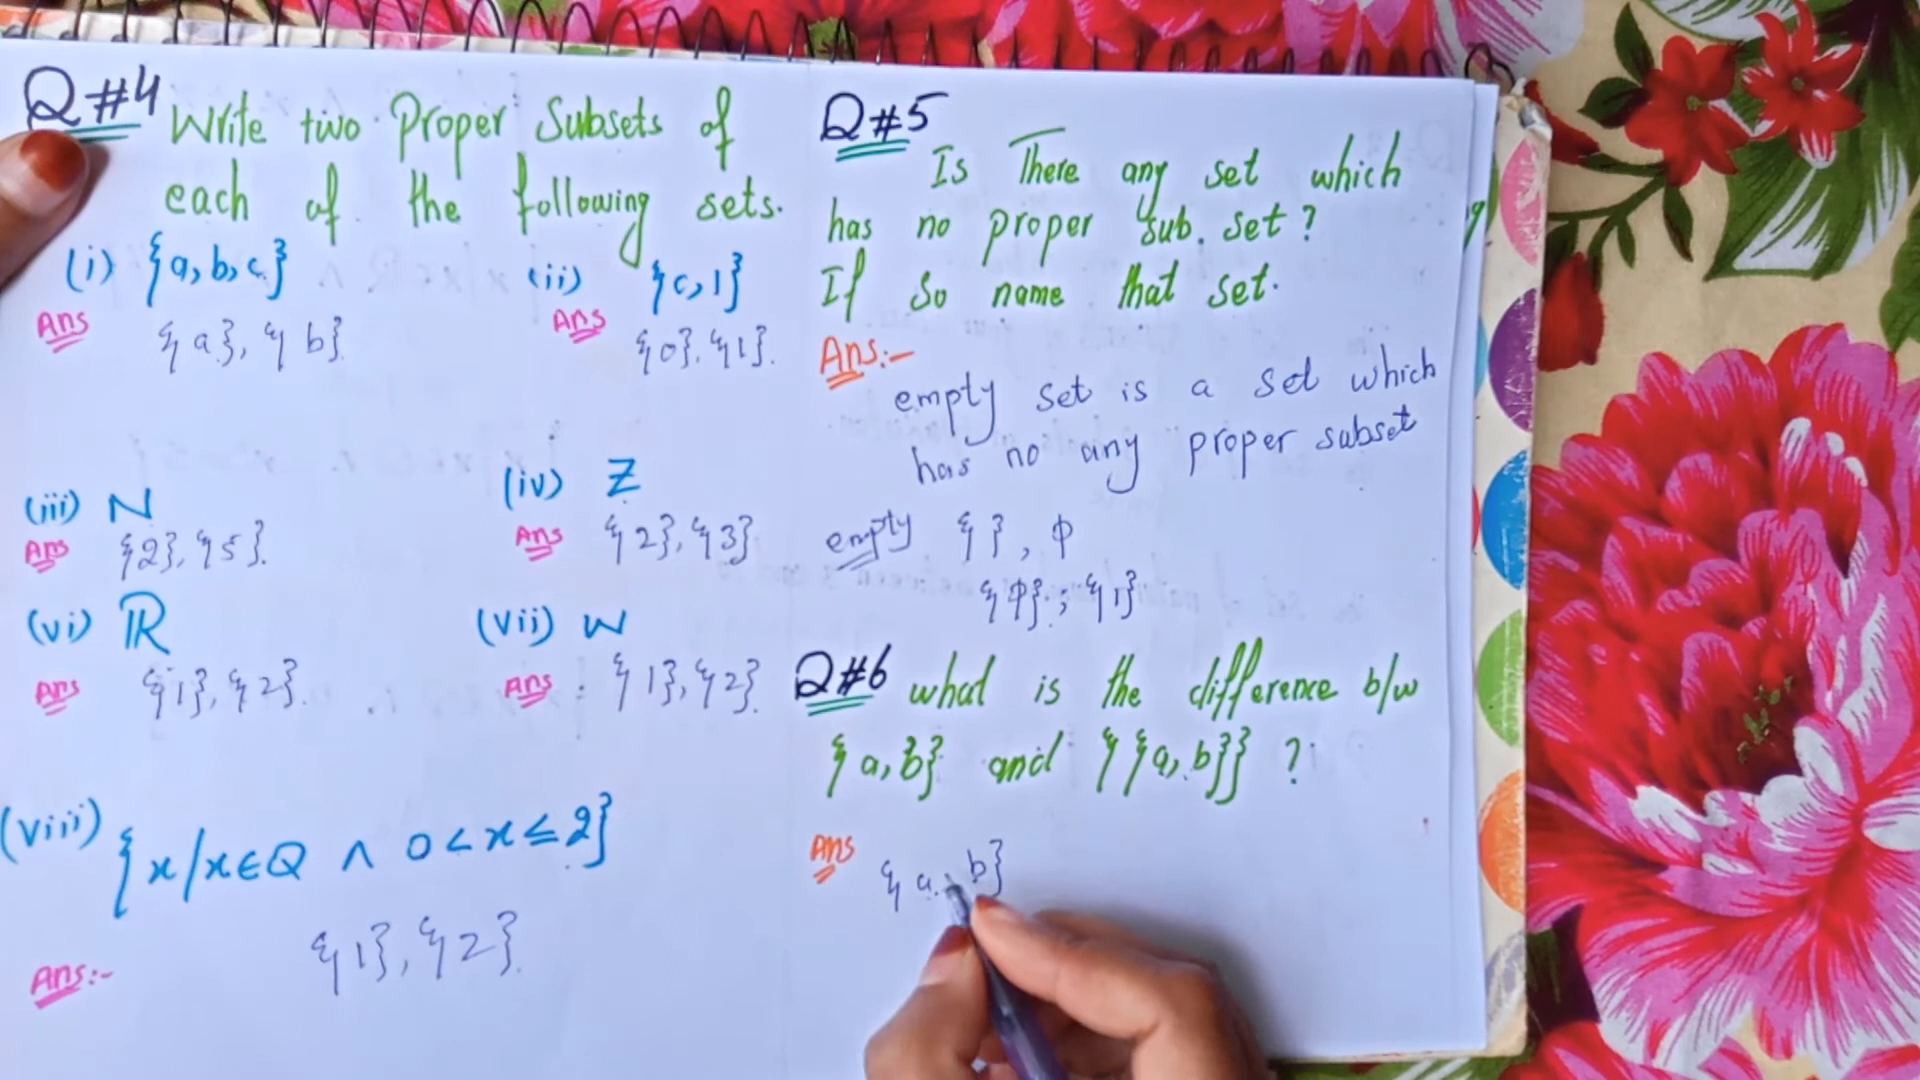 Q#4 Write two Proper Subsets of
each of the following sets.
(i) {a, b, c}
Ans {a}, {b}
(ii) {c, 1}
Ans {0}, {1}.
(iii) N
Ans {2}, {5}.
(iv) Z
Ans {2}, {3}
(vi) ℝ
Ans {1}, {2}.
(vii) W
Ans {1}, {2}.
(viii) {x/x∈Q ∧ 0<x≤2}
Ans:- {1}, {2}.
Q#5
Is There any set which
has no proper sub. set?
If So name that set.
Ans:-
empty set is a set which
has no any proper subset
empty { }, φ
{φ}; {1}
Q#6 what is the difference b/w
{a, b} and {{a, b}} ?
Ans {a, b}